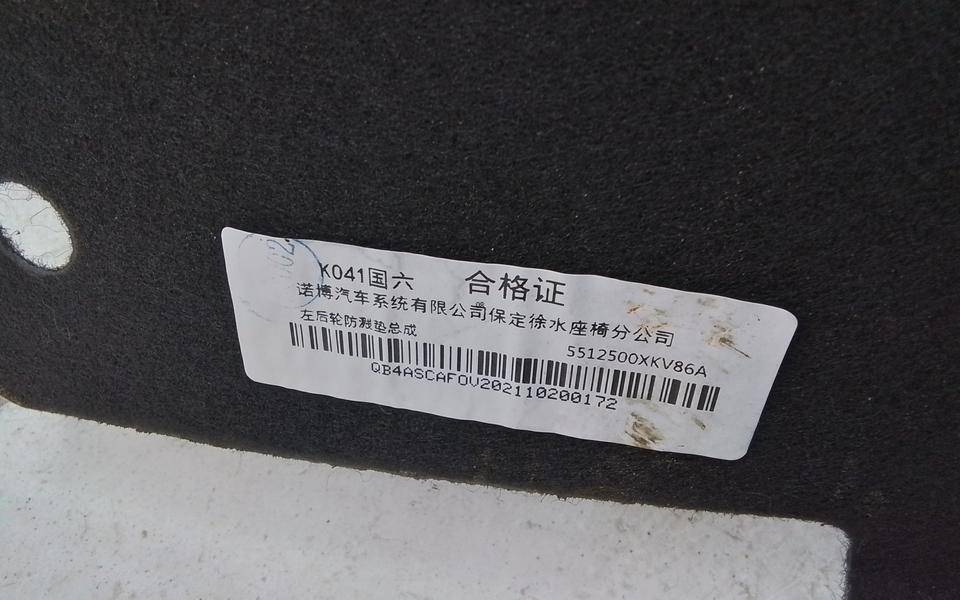 K041国六 合格证
诺博汽车系统有限公司保定徐水座椅分公司
左后轮防溅垫总成
5512500XKV86A
QB4ASCAFOV202110200172